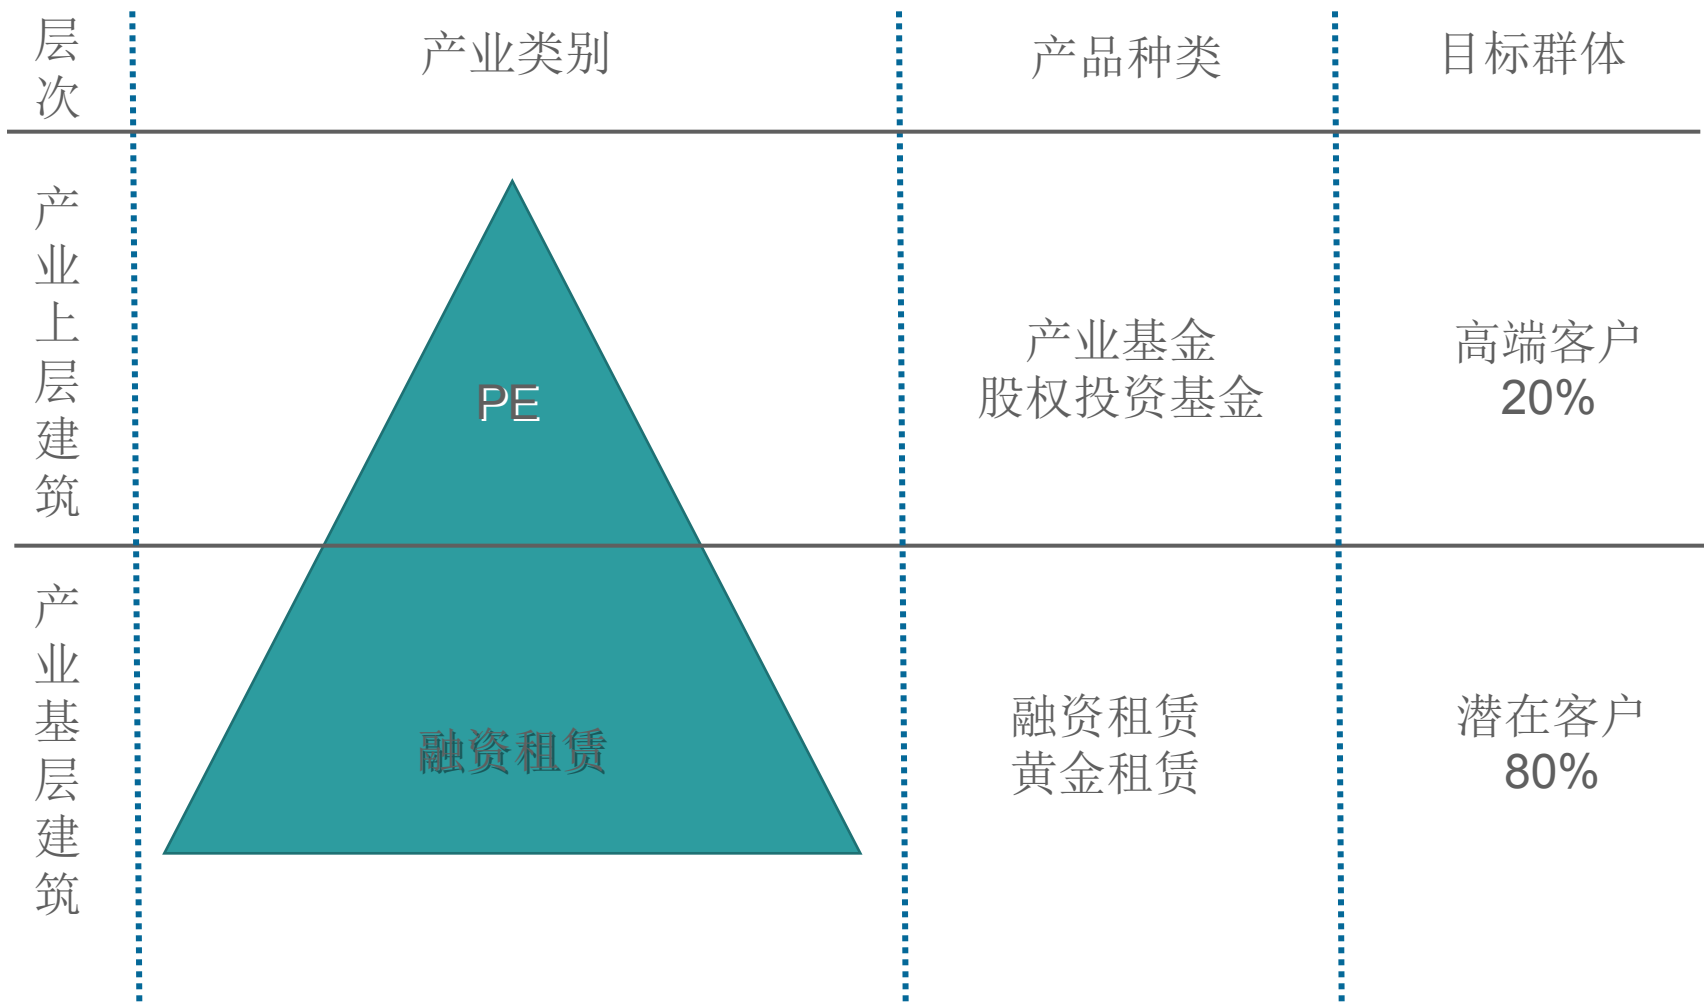 层次
产业类别
产品种类
目标群体
产业上层建筑
PE
产业基金
股权投资基金
高端客户
20%
产业基层建筑
融资租赁
融资租赁
黄金租赁
潜在客户
80%